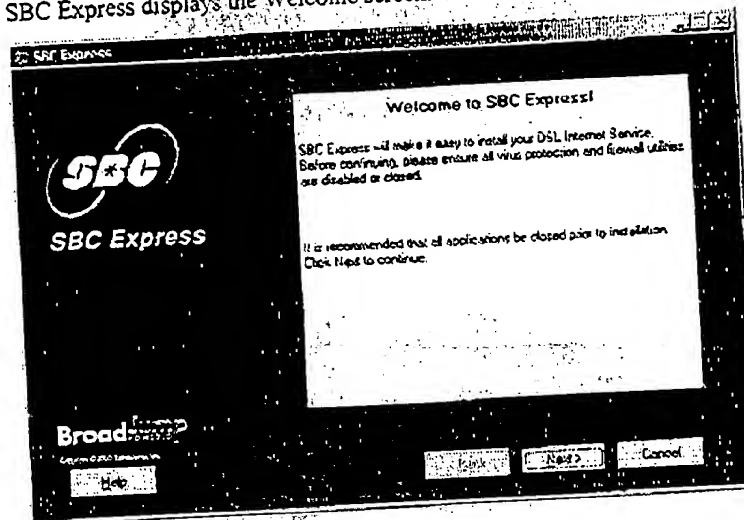 SBC Express displays the Welcome screen.
SBC Express
Welcome to SBC Express!
SBC Express will make it easy to install your DSL Internet Service.
Before continuing, please ensure all virus protection and firewall utilities
are disabled or closed.
It is recommended that all applications be closed prior to installation.
Click Next to continue.
SBC
SBC Express
Broad
Help
Next >
Cancel